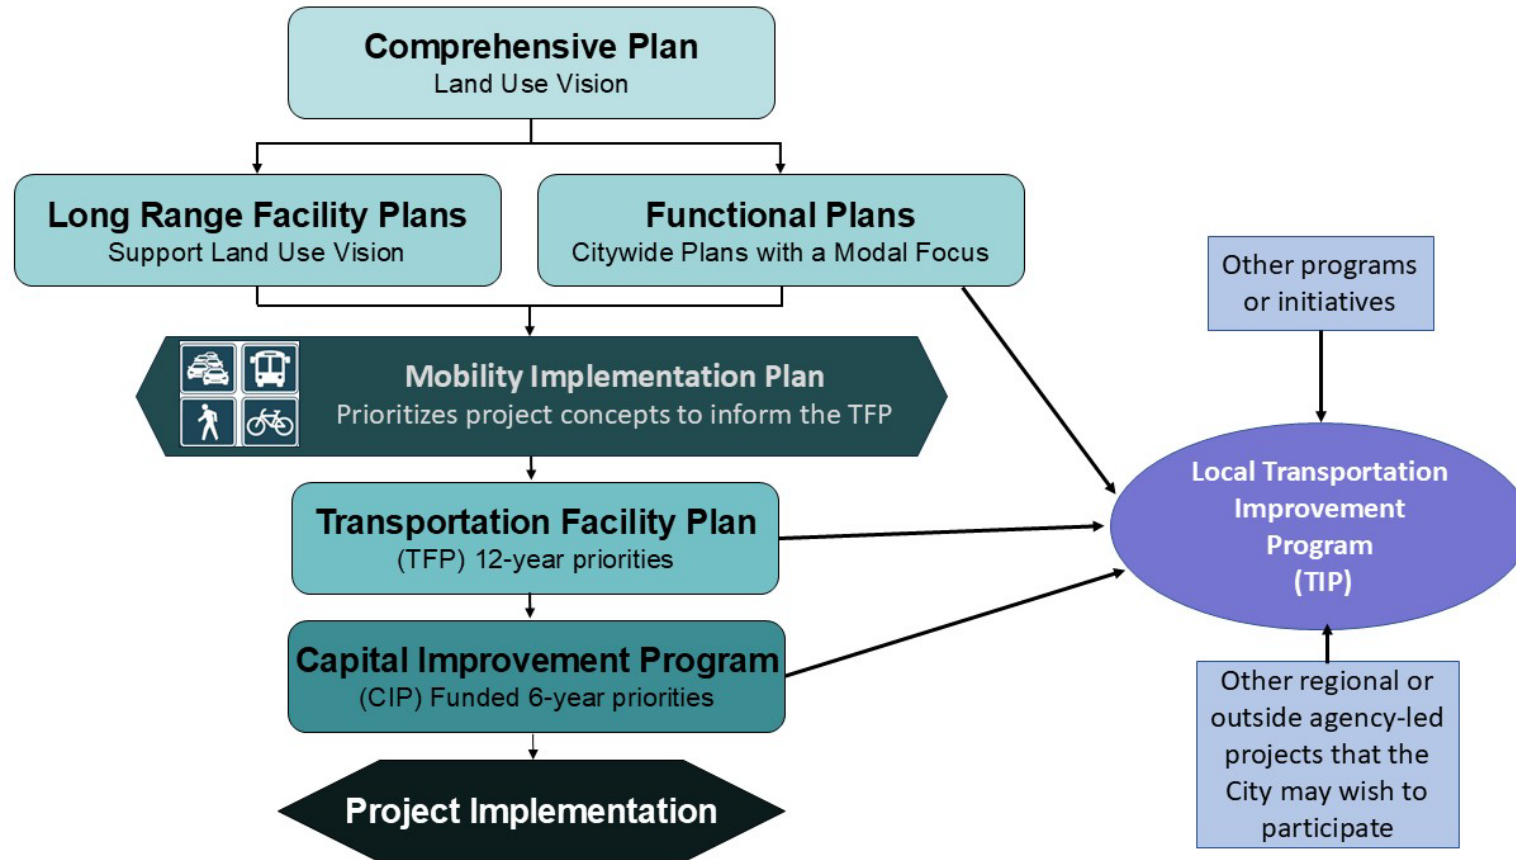 Comprehensive Plan
Land Use Vision
Long Range Facility Plans
Support Land Use Vision
Functional Plans
Citywide Plans with a Modal Focus
Other programs
or initiatives
Mobility Implementation Plan
Prioritizes project concepts to inform the TFP
Local Transportation
Improvement
Program
(TIP)
Transportation Facility Plan
(TFP) 12-year priorities
Capital Improvement Program
(CIP) Funded 6-year priorities
Other regional or
outside agency-led
projects that the
City may wish to
participate
Project Implementation